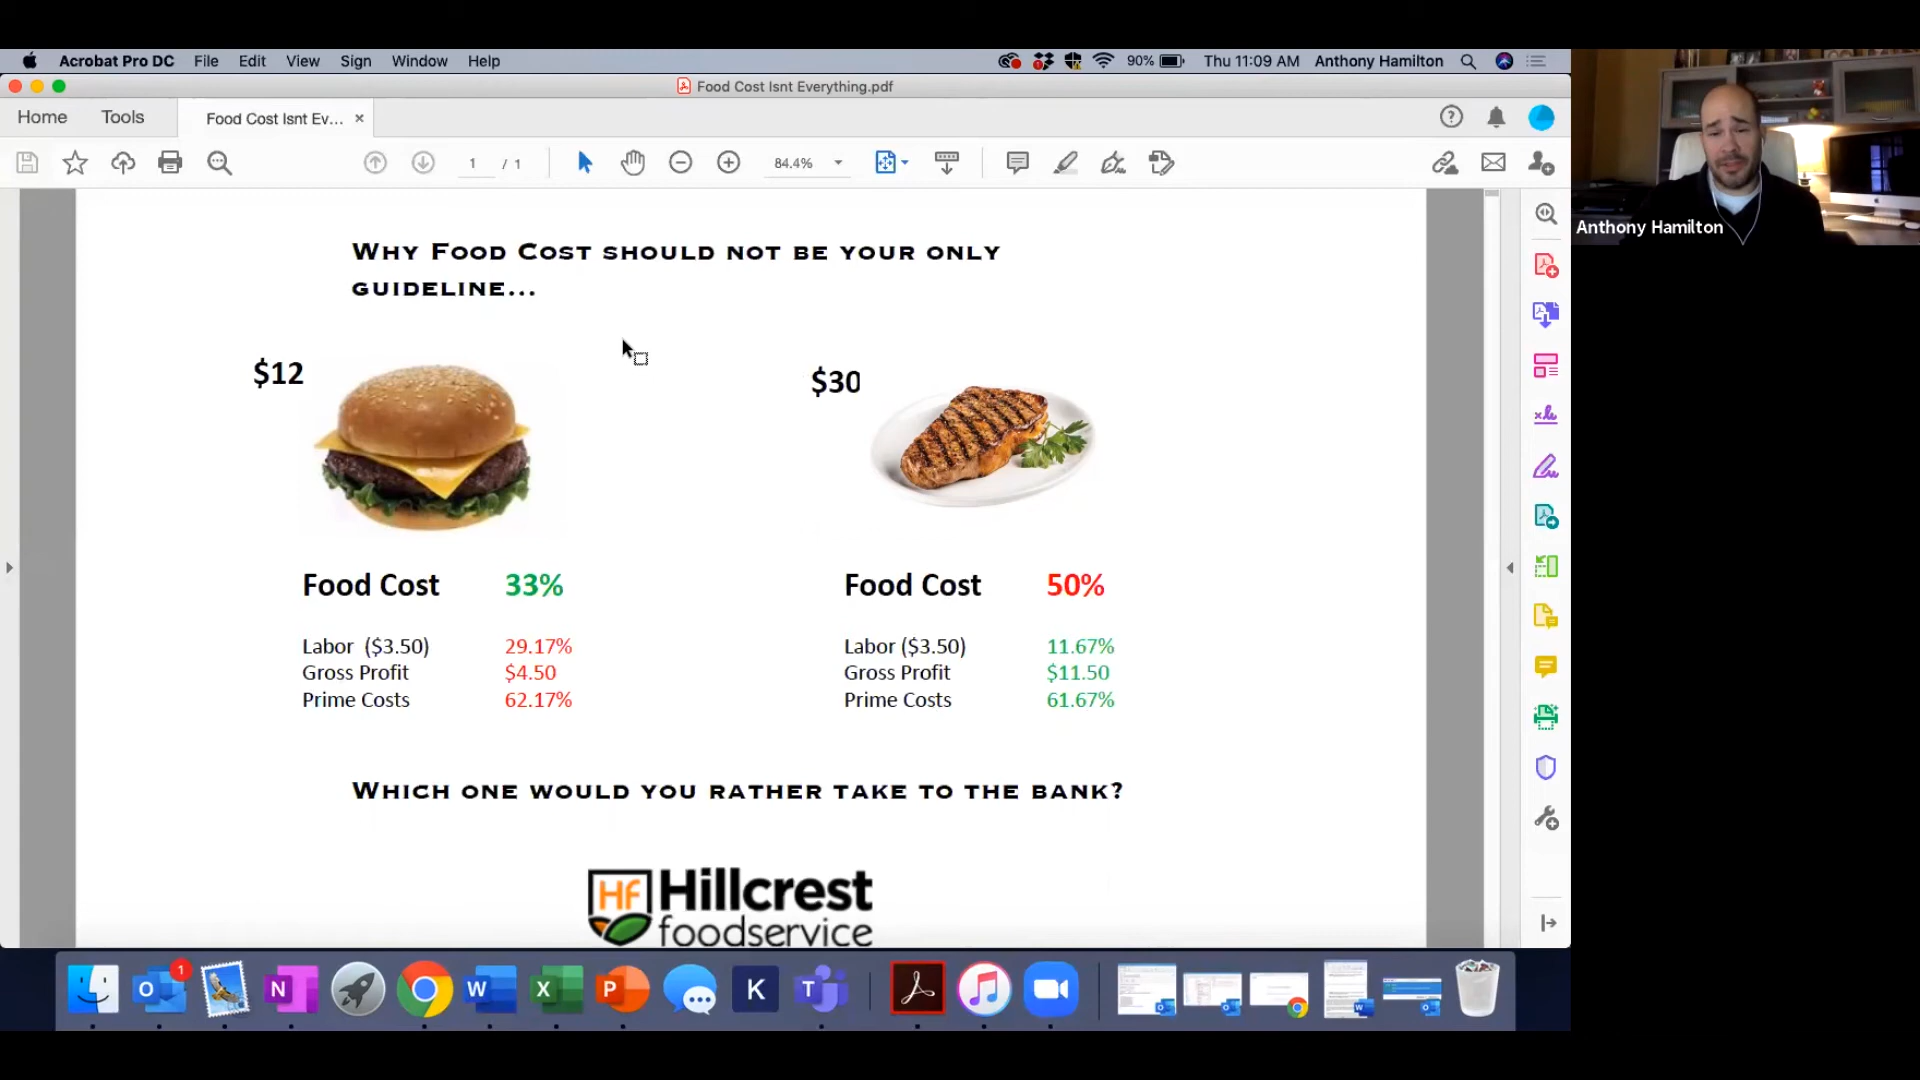 Acrobat Pro DC File Edit View Sign Window Help 90% Thu 11:09 AM Anthony Hamilton
Food Cost Isnt Everything.pdf
Home Tools Food Cost Isnt Ev... ×
1 / 1 84.4%
Anthony Hamilton
Why Food Cost should not be your only
guideline...
$12
$30
Food Cost 33%
Labor ($3.50) 29.17%
Gross Profit $4.50
Prime Costs 62.17%
Food Cost 50%
Labor ($3.50) 11.67%
Gross Profit $11.50
Prime Costs 61.67%
Which one would you rather take to the bank?
Hf Hillcrest
foodservice
1
O N W X P K T